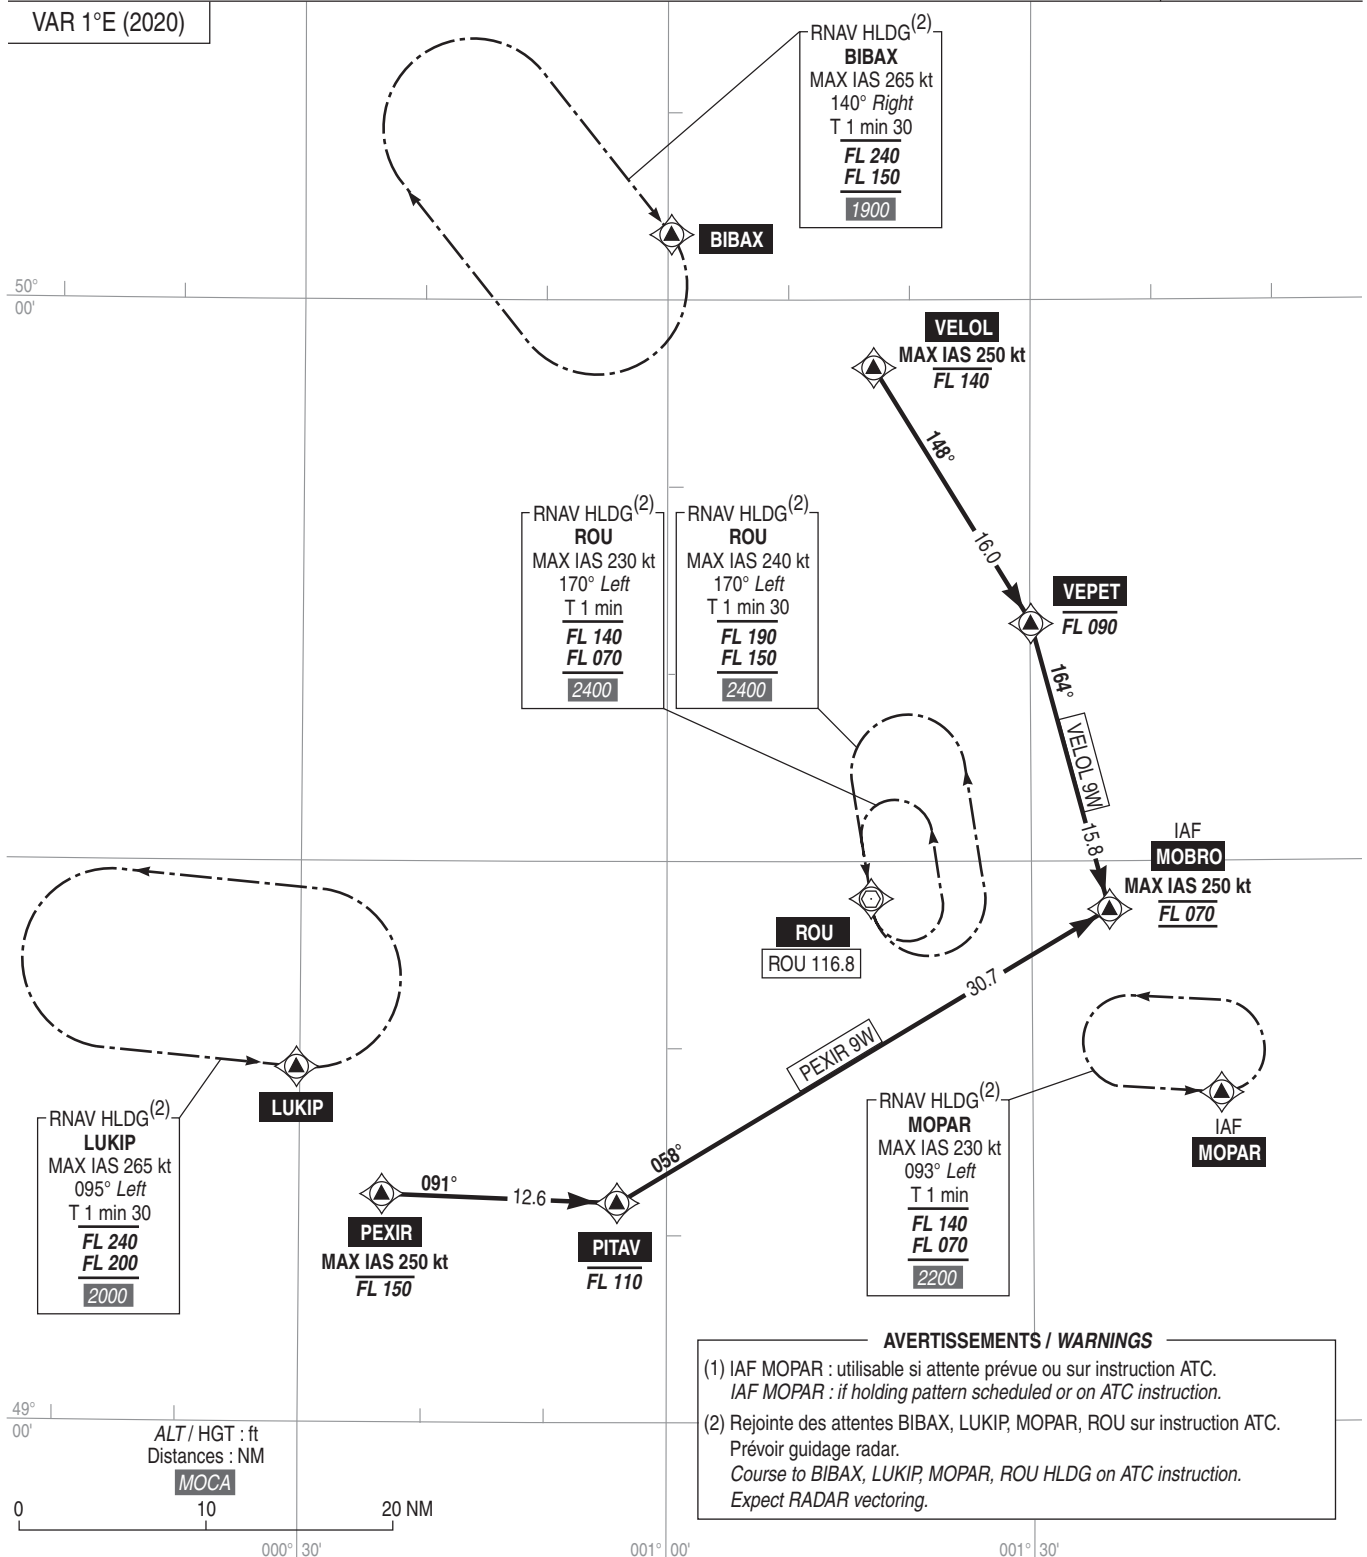 VAR 1°E (2020)
RNAV HLDG(2)
BIBAX
MAX IAS 265 kt
140° Right
T 1 min 30
FL 240
FL 150
1900
BIBAX
50°
00'
VELOL
MAX IAS 250 kt
FL 140
148°
16.0
RNAV HLDG(2)
ROU
MAX IAS 230 kt
170° Left
T 1 min
FL 140
FL 070
2400
RNAV HLDG(2)
ROU
MAX IAS 240 kt
170° Left
T 1 min 30
FL 190
FL 150
2400
VEPET
FL 090
164°
VELOL 9W
15.8
IAF
MOBRO
MAX IAS 250 kt
FL 070
ROU
ROU 116.8
30.7
PEXIR 9W
058°
LUKIP
RNAV HLDG(2)
LUKIP
MAX IAS 265 kt
095° Left
T 1 min 30
FL 240
FL 200
2000
091°
12.6
PEXIR
MAX IAS 250 kt
FL 150
PITAV
FL 110
RNAV HLDG(2)
MOPAR
MAX IAS 230 kt
093° Left
T 1 min
FL 140
FL 070
2200
IAF
MOPAR
AVERTISSEMENTS / WARNINGS
(1) IAF MOPAR : utilisable si attente prévue ou sur instruction ATC.
IAF MOPAR : if holding pattern scheduled or on ATC instruction.
(2) Rejointe des attentes BIBAX, LUKIP, MOPAR, ROU sur instruction ATC.
Prévoir guidage radar.
Course to BIBAX, LUKIP, MOPAR, ROU HLDG on ATC instruction.
Expect RADAR vectoring.
49°
00'
ALT / HGT : ft
Distances : NM
MOCA
0 10 20 NM
000° 30' 001° 00' 001° 30'